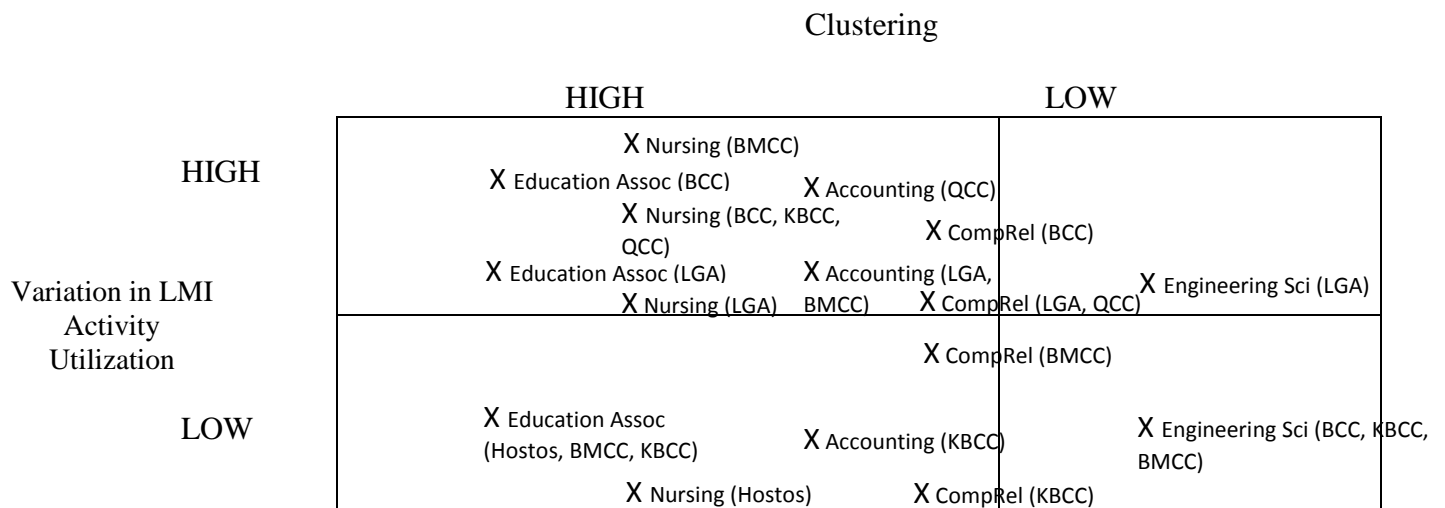 Clustering
HIGH LOW
HIGH
X Nursing (BMCC)
X Education Assoc (BCC)
X Accounting (QCC)
X Nursing (BCC, KBCC,
QCC)
X CompRel (BCC)
X Education Assoc (LGA)
X Accounting (LGA,
BMCC)
X Engineering Sci (LGA)
X Nursing (LGA)
X CompRel (LGA, QCC)
Variation in LMI
Activity
Utilization
X CompRel (BMCC)
LOW
X Education Assoc
(Hostos, BMCC, KBCC)
X Accounting (KBCC)
X Engineering Sci (BCC, KBCC,
BMCC)
X Nursing (Hostos)
X CompRel (KBCC)